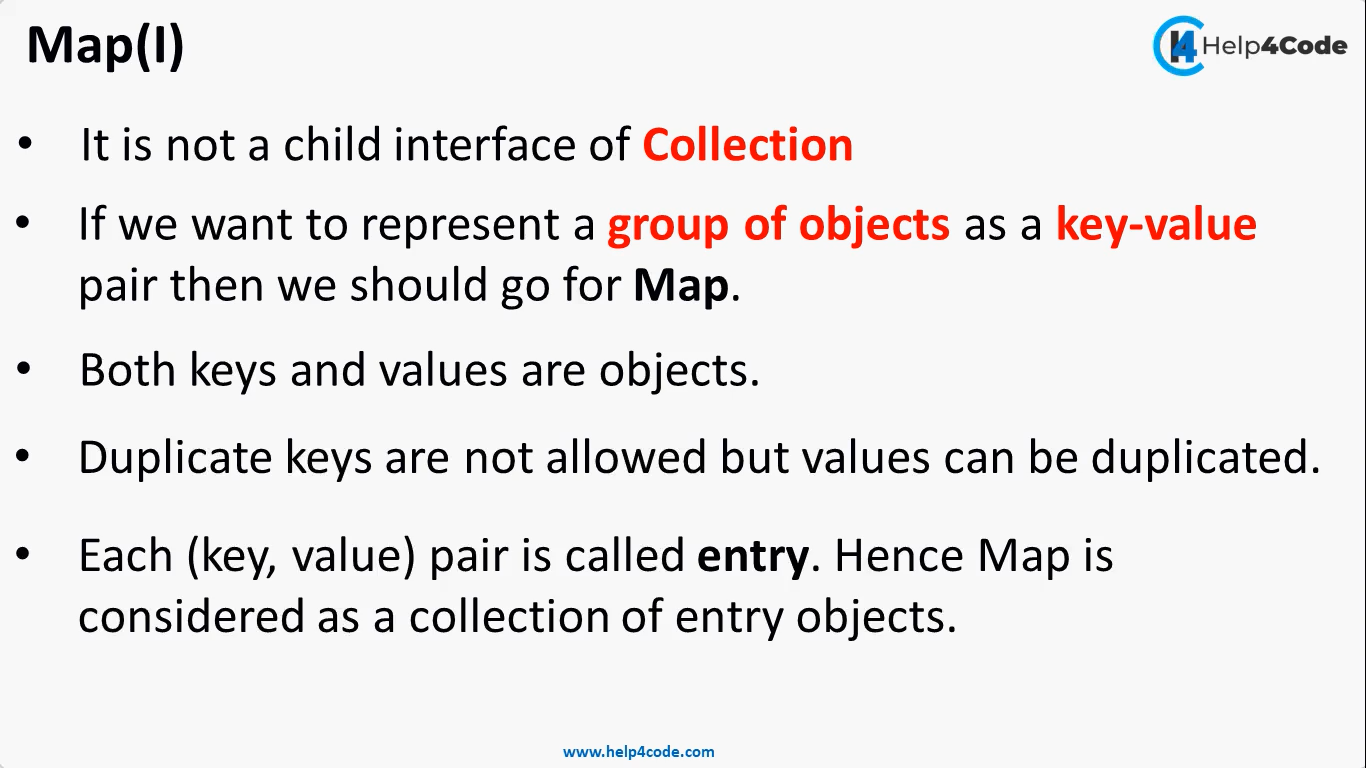 Map(I)
Help4Code
• It is not a child interface of Collection
• If we want to represent a group of objects as a key-value
pair then we should go for Map.
• Both keys and values are objects.
• Duplicate keys are not allowed but values can be duplicated.
• Each (key, value) pair is called entry. Hence Map is
considered as a collection of entry objects.
www.help4code.com